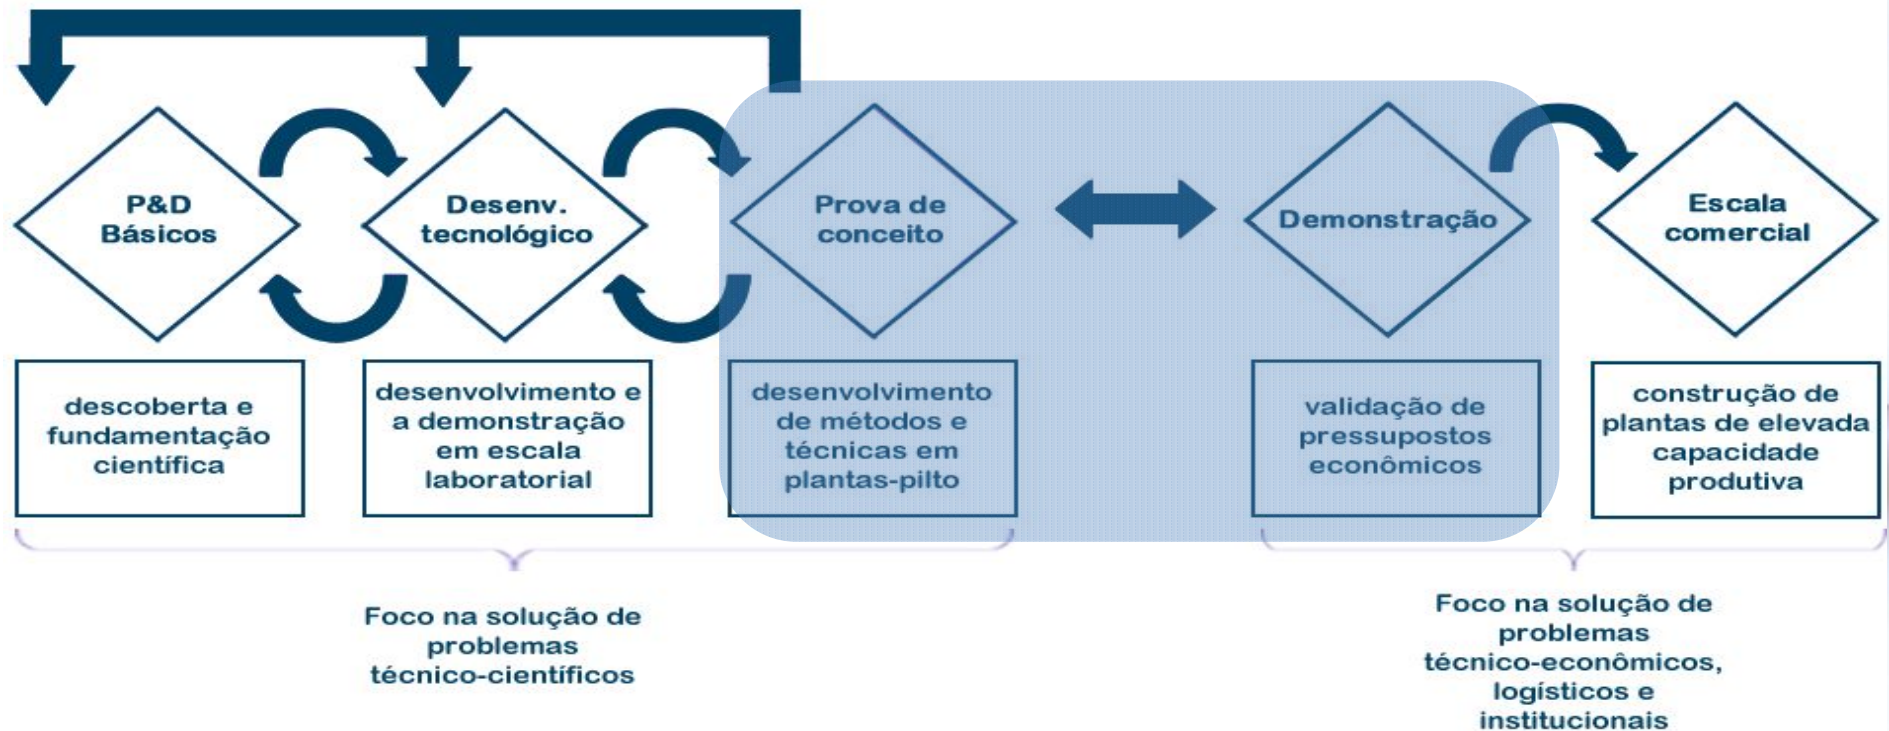 P&D
Básicos
Desenv.
tecnológico
Prova de
conceito
Demonstração
Escala
comercial
descoberta e
fundamentação
científica
desenvolvimento e
a demonstração
em escala
laboratorial
desenvolvimento
de métodos e
técnicas em
plantas-pilto
validação de
pressupostos
econômicos
construção de
plantas de elevada
capacidade
produtiva
Foco na solução de
problemas
técnico-científicos
Foco na solução de
problemas
técnico-econômicos,
logísticos e
institucionais